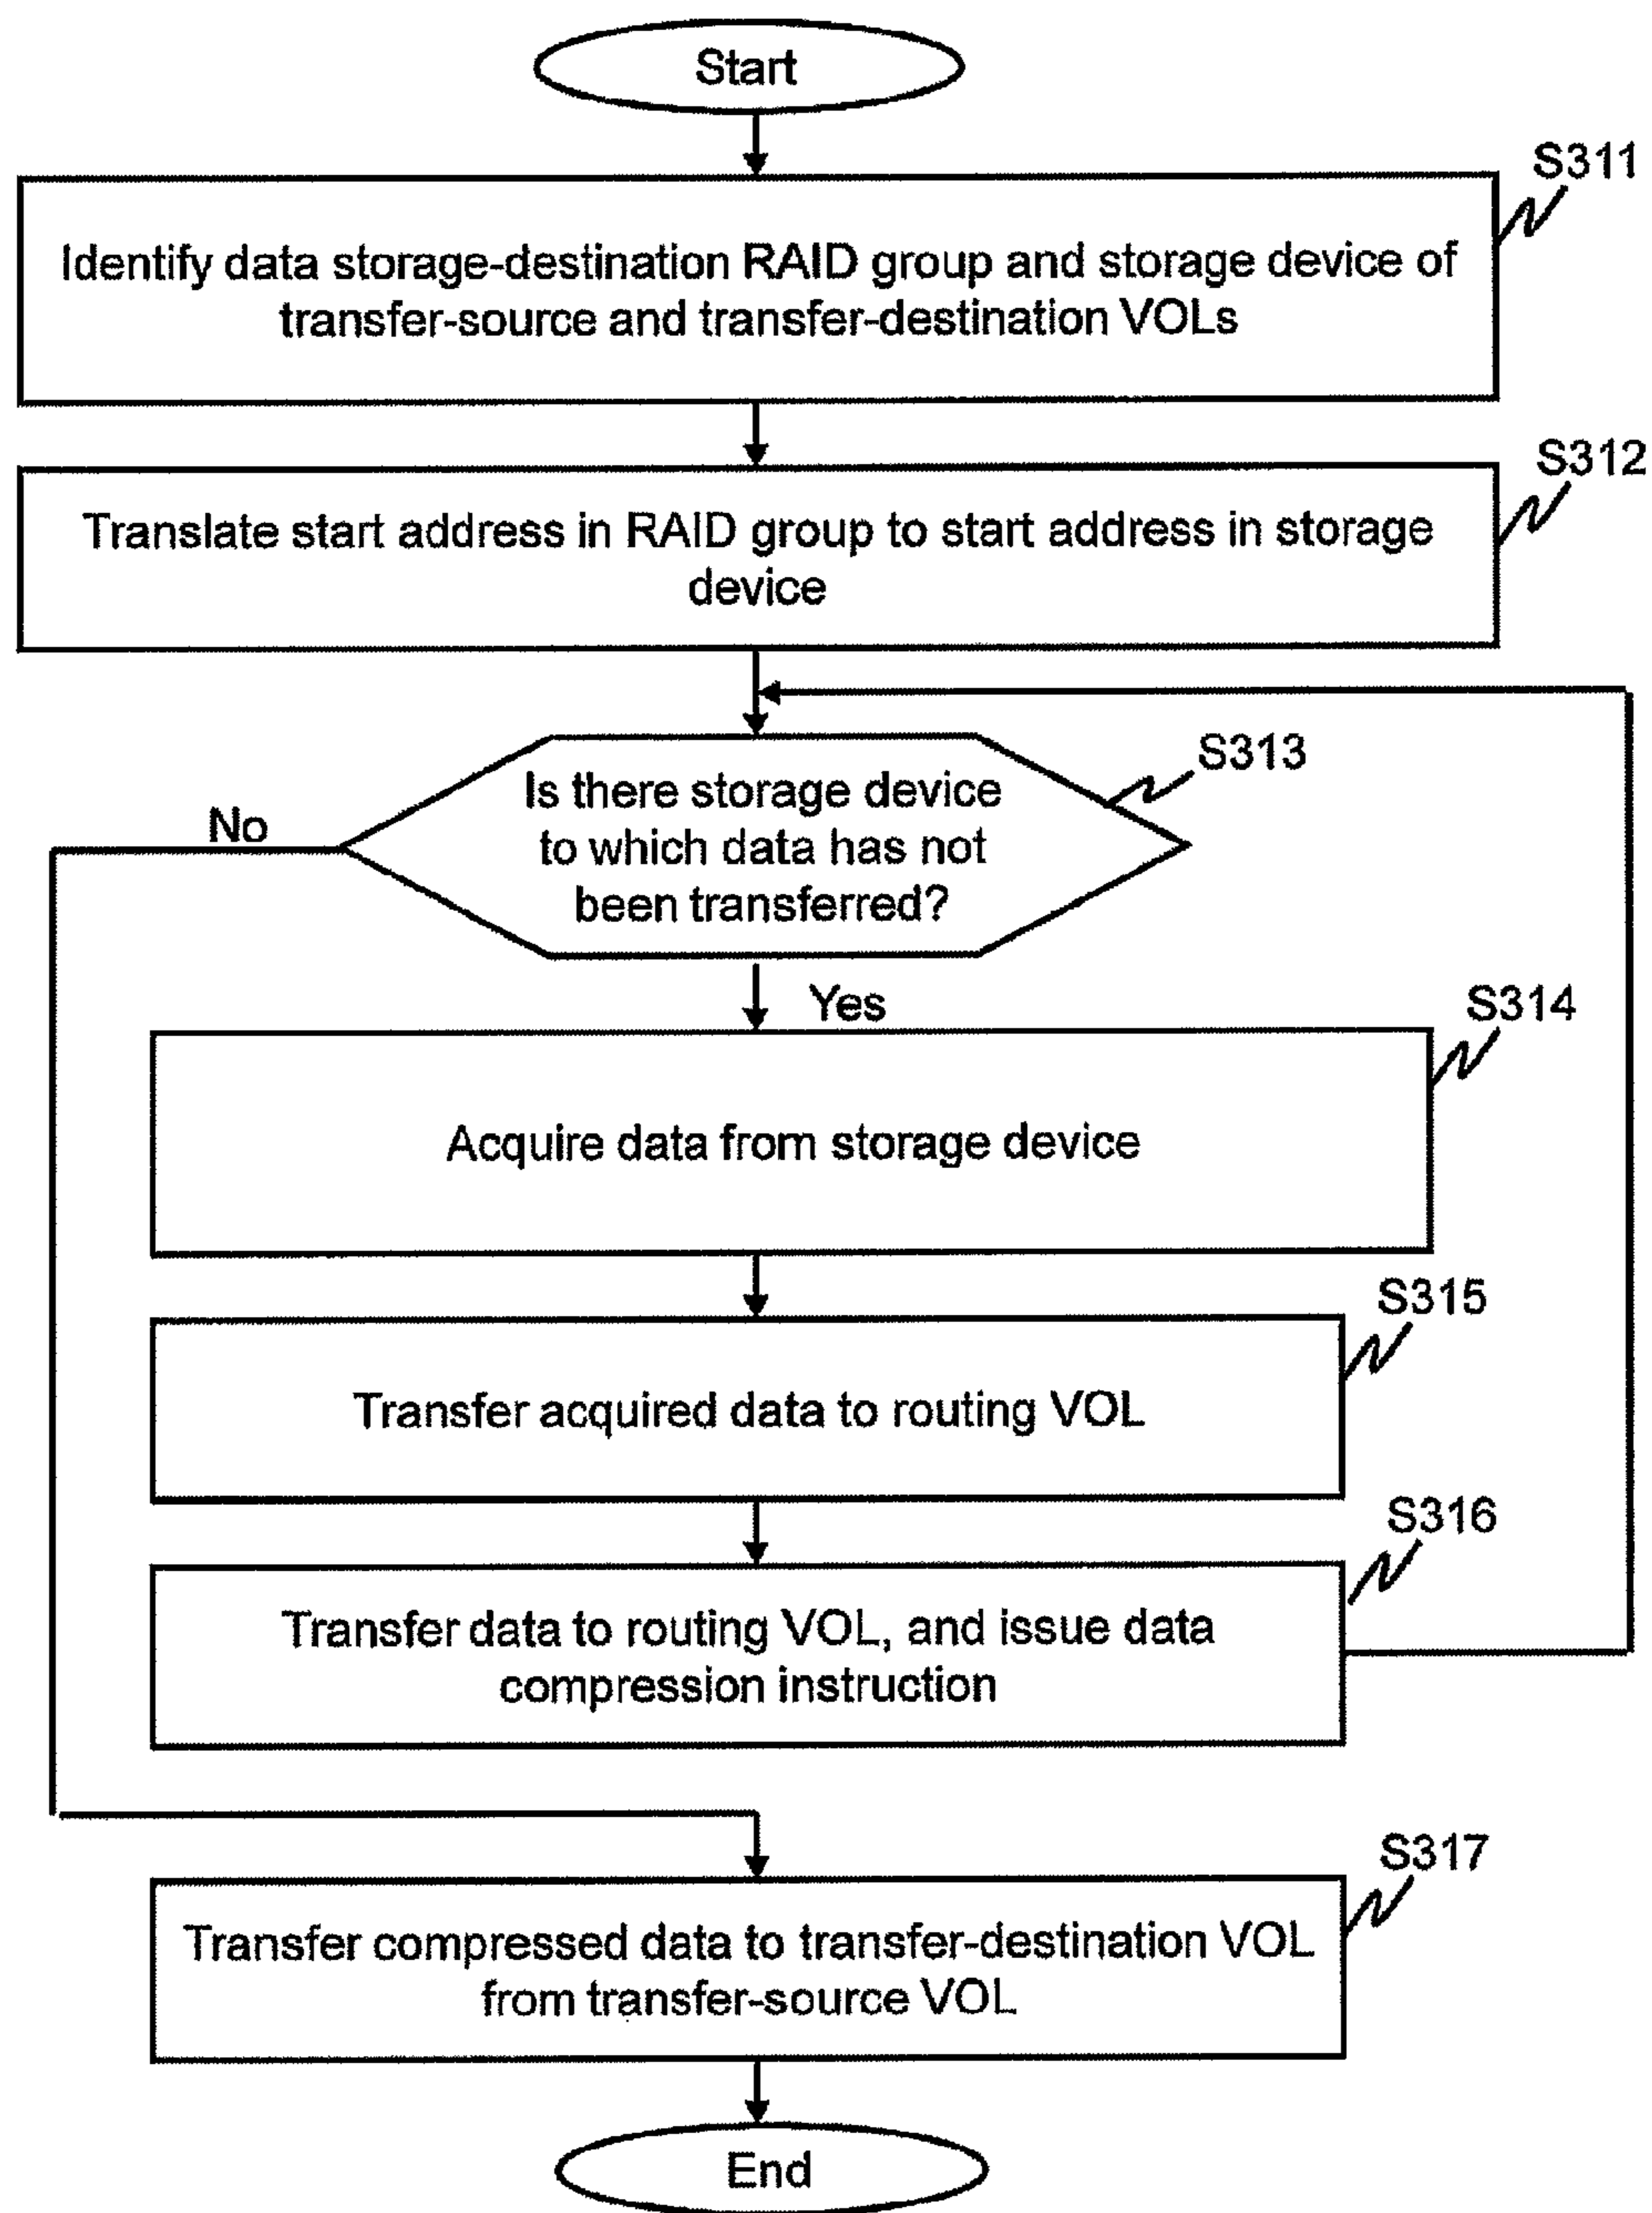 Start
S311
Identify data storage-destination RAID group and storage device of
transfer-source and transfer-destination VOLs
S312
Translate start address in RAID group to start address in storage
device
S313
Is there storage device
to which data has not
been transferred?
No
Yes
S314
Acquire data from storage device
S315
Transfer acquired data to routing VOL
S316
Transfer data to routing VOL, and issue data
compression instruction
S317
Transfer compressed data to transfer-destination VOL
from transfer-source VOL
End